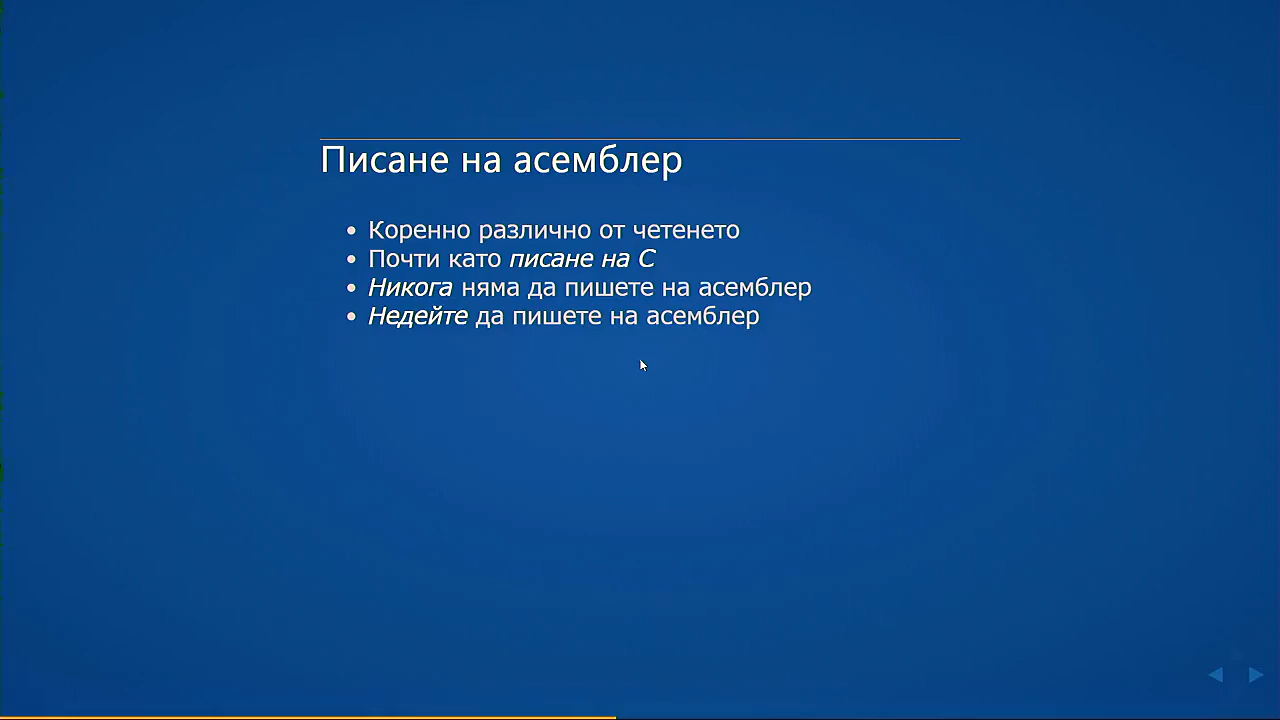 Писане на асемблер
• Коренно различно от четенето
• Почти като писане на C
• Никога няма да пишете на асемблер
• Недейте да пишете на асемблер